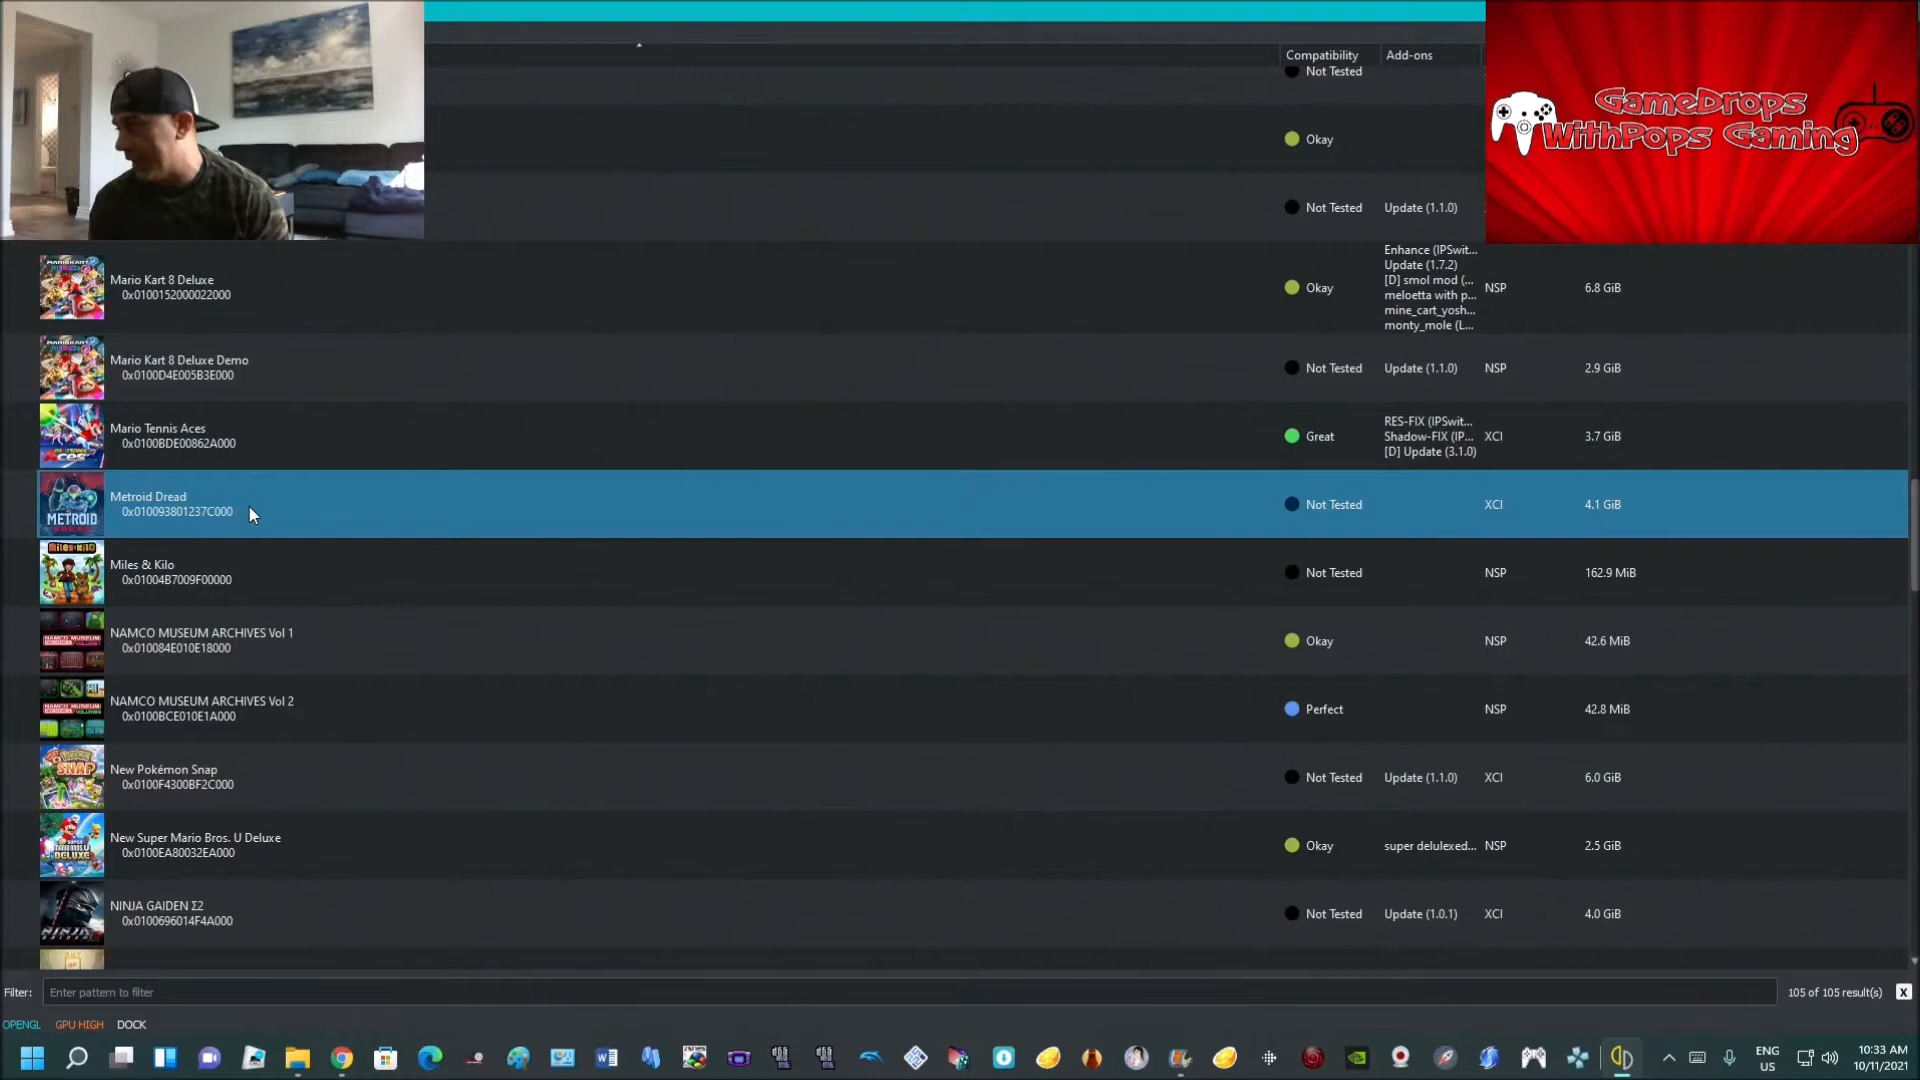 Compatibility Add-ons
Not Tested
GameDrops
WithPops Gaming
Okay
Not Tested Update (1.1.0)
Mario Kart 8 Deluxe
0x0100152000022000
Okay
Enhance (IPSwit...
Update (1.7.2)
[D] smol mod (...
meloetta with p...
mine_cart_yosh...
monty_mole (L...
NSP 6.8 GiB
Mario Kart 8 Deluxe Demo
0x0100D4E005B3E000
Not Tested Update (1.1.0) NSP 2.9 GiB
Mario Tennis Aces
0x0100BDE00862A000
Great
RES-FIX (IPSwit...
Shadow-FIX (IP...
[D] Update (3.1.0)
XCI 3.7 GiB
METROID
Metroid Dread
0x010093801237C000
Not Tested XCI 4.1 GiB
Miles & Kilo
0x01004B7009F00000
Not Tested NSP 162.9 MiB
NAMCO MUSEUM ARCHIVES Vol 1
0x010084E010E18000
Okay NSP 42.6 MiB
NAMCO MUSEUM ARCHIVES Vol 2
0x0100BCE010E1A000
Perfect NSP 42.8 MiB
SNAP
New Pokémon Snap
0x0100F4300BF2C000
Not Tested Update (1.1.0) XCI 6.0 GiB
New Super Mario Bros. U Deluxe
0x0100EA80032EA000
Okay super delulexed... NSP 2.5 GiB
NINJA GAIDEN Σ2
0x0100696014F4A000
Not Tested Update (1.0.1) XCI 4.0 GiB
Filter: Enter pattern to filter 105 of 105 result(s) X
OPENGL GPU HIGH DOCK
ENG
US
10:33 AM
10/11/2021